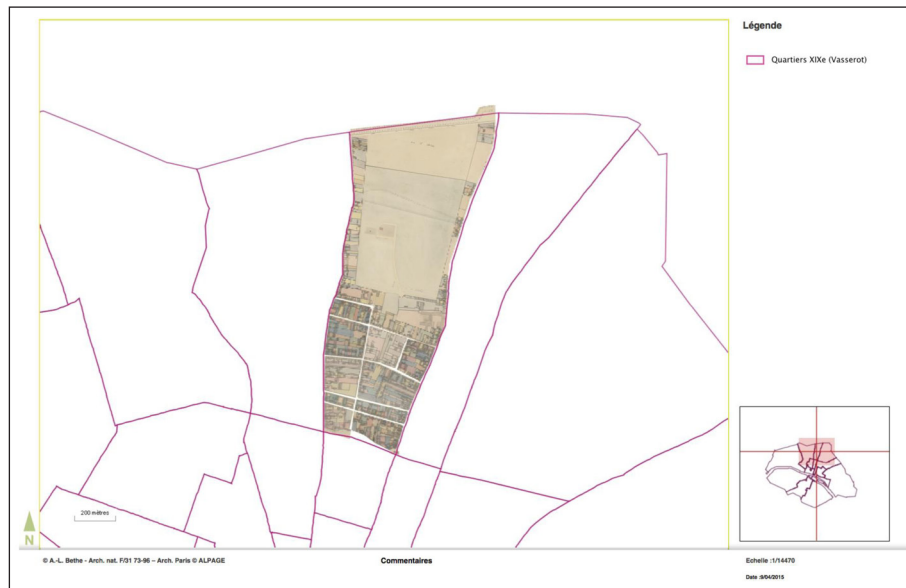 Légende
Quartiers XIXe (Vasserot)
200 mètres
N
© A.-L. Bethe - Arch. nat. F/31 73-96 – Arch. Paris © ALPAGE
Commentaires
Echelle :1/14470
Date :9/04/2015